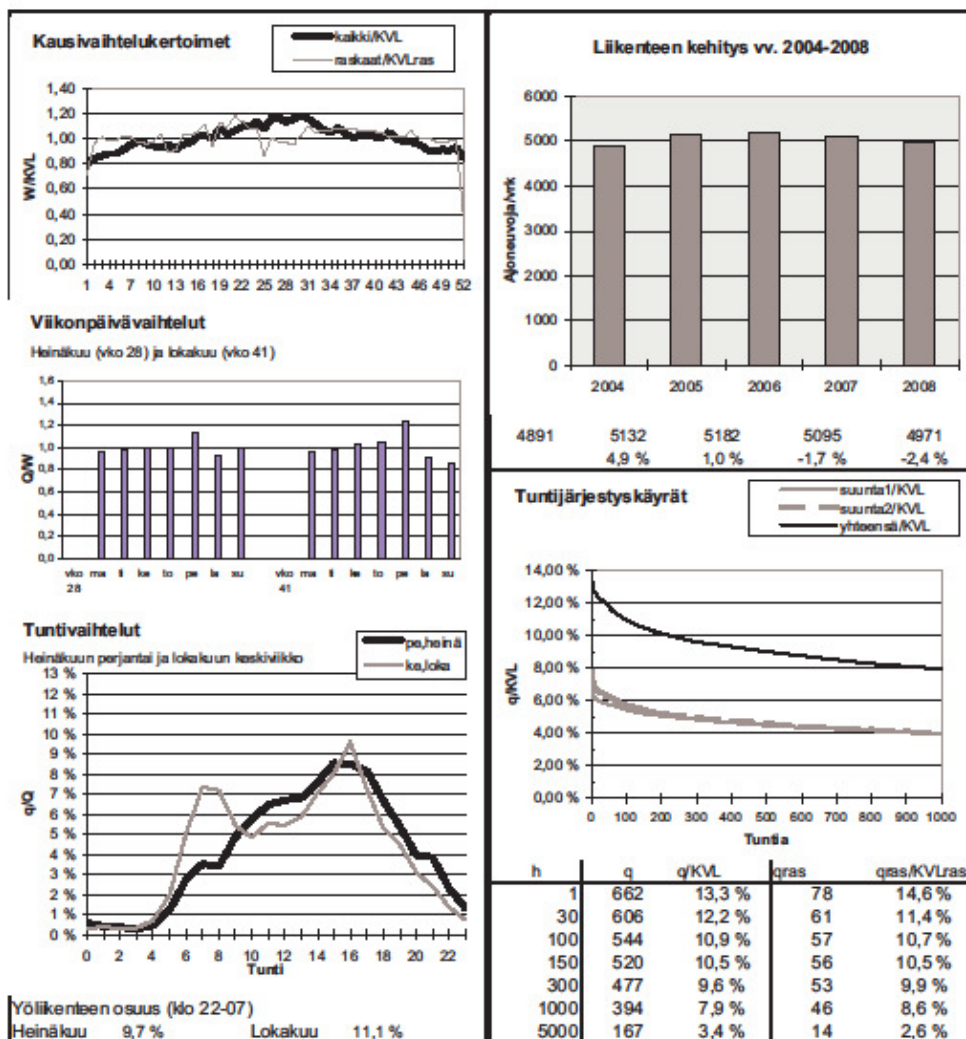 Kausivaihtelukertoimet
kaikki/KVL
raskaat/KVLras
1,40
1,20
1,00
0,80
0,60
0,40
0,20
0,00
W/KVL
1 4 7 10 13 16 19 22 25 28 31 34 37 40 43 46 49 52
Viikonpäivävaihtelut
Heinäkuu (vko 28) ja lokakuu (vko 41)
1,6
1,4
1,2
1,0
0,8
0,6
0,4
0,2
0,0
Q/W
vko 28 ma ti ke to pe la su vko 41 ma ti ke to pe la su
Tuntivaihtelut
Heinäkuun perjantai ja lokakuun keskiviikko
pe,heinä
ke,loka
13 %
12 %
11 %
10 %
9 %
8 %
7 %
6 %
5 %
4 %
3 %
2 %
1 %
0 %
q/Q
0 2 4 6 8 10 12 14 16 18 20 22
Tunti
Yöliikenteen osuus (klo 22-07)
Heinäkuu 9,7 % Lokakuu 11,1 %
Liikenteen kehitys vv. 2004-2008
6000
5000
4000
3000
2000
1000
0
Ajoneuvoja/vrk
2004 2005 2006 2007 2008
4891 5132 5182 5095 4971
4,9 % 1,0 % -1,7 % -2,4 %
Tuntijärjestyskäyrät
suunta1/KVL
suunta2/KVL
yhteensä/KVL
14,00 %
12,00 %
10,00 %
8,00 %
6,00 %
4,00 %
2,00 %
0,00 %
q/KVL
0 100 200 300 400 500 600 700 800 900 1000
Tuntia
h q q/KVL qras qras/KVLras
1 662 13,3 % 78 14,6 %
30 606 12,2 % 61 11,4 %
100 544 10,9 % 57 10,7 %
150 520 10,5 % 56 10,5 %
300 477 9,6 % 53 9,9 %
1000 394 7,9 % 46 8,6 %
5000 167 3,4 % 14 2,6 %